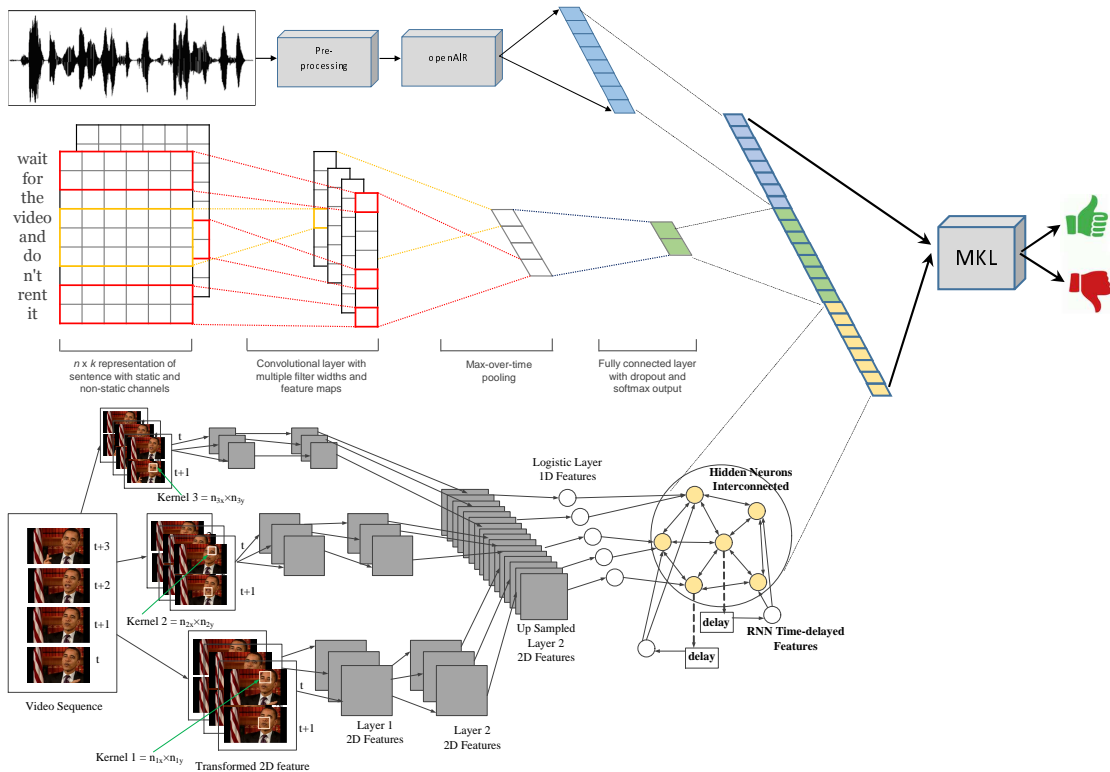 Pre-
processing
openAIR
wait
for
the
video
and
do
n't
rent
it
MKL
n x k representation of
sentence with static and
non-static channels
Convolutional layer with
multiple filter widths and
feature maps
Max-over-time
pooling
Fully connected layer
with dropout and
softmax output
t
t+1
Kernel 3 = n3x×n3y
Logistic Layer
1D Features
Hidden Neurons
Interconnected
t+3
t+2
t+1
t
Video Sequence
t
t+1
Kernel 2 = n2x×n2y
Up Sampled
Layer 2
2D Features
delay
delay
RNN Time-delayed
Features
t
t+1
Layer 1
2D Features
Layer 2
2D Features
Kernel 1 = n1x×n1y
Transformed 2D feature